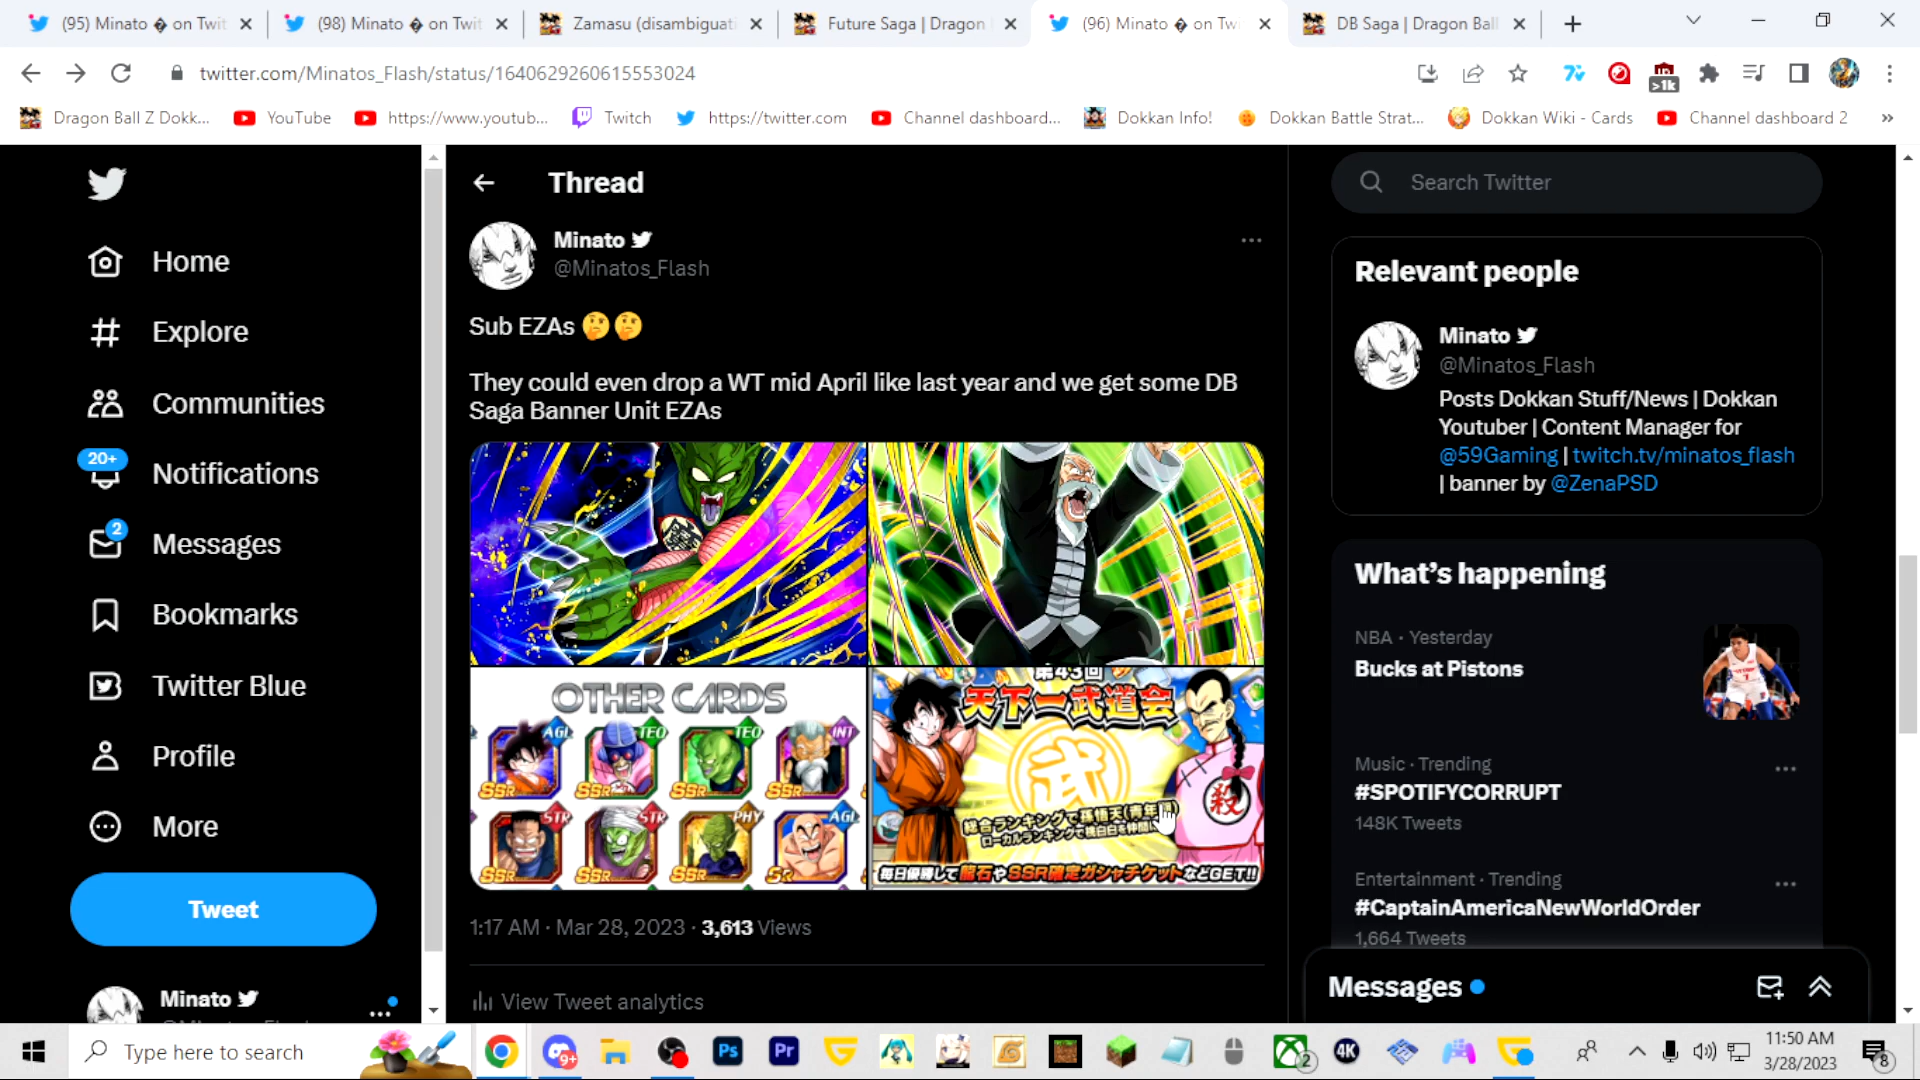 (95) Minato � on Twit
(98) Minato � on Twit
Zamasu (disambiguati
Future Saga | Dragon
(96) Minato � on Tw
DB Saga | Dragon Ball
twitter.com/Minatos_Flash/status/1640629260615553024
>1k
Dragon Ball Z Dokk...
YouTube
https://www.youtub...
Twitch
https://twitter.com
Channel dashboard...
Dokkan Info!
Dokkan Battle Strat...
Dokkan Wiki - Cards
Channel dashboard 2
»
Home
Explore
Communities
20+
Notifications
2
Messages
Bookmarks
Twitter Blue
Profile
More
Tweet
Minato
Thread
Minato
@Minatos_Flash
Sub EZAs 🤔🤔
They could even drop a WT mid April like last year and we get some DB
Saga Banner Unit EZAs
OTHER CARDS
AGL TEQ TEQ INT
SSR SSR SSR SSR
STR STR PHY AGL
SSR SSR SSR SR
第43回
天下一武道会
武
殺
総合ランキングで孫悟天(青年期)
ローカルランキングで桃白白を仲間に
毎日優勝して龍石やSSR確定ガシャチケットなどGET!!
1:17 AM · Mar 28, 2023 · 3,613 Views
View Tweet analytics
Search Twitter
Relevant people
Minato
@Minatos_Flash
Posts Dokkan Stuff/News | Dokkan
Youtuber | Content Manager for
@59Gaming | twitch.tv/minatos_flash
| banner by @ZenaPSD
What's happening
NBA · Yesterday
Bucks at Pistons
Music · Trending
#SPOTIFYCORRUPT
148K Tweets
Entertainment · Trending
#CaptainAmericaNewWorldOrder
1,664 Tweets
Messages
Type here to search
9+
Ps
Pr
2
4K
11:50 AM
3/28/2023
8